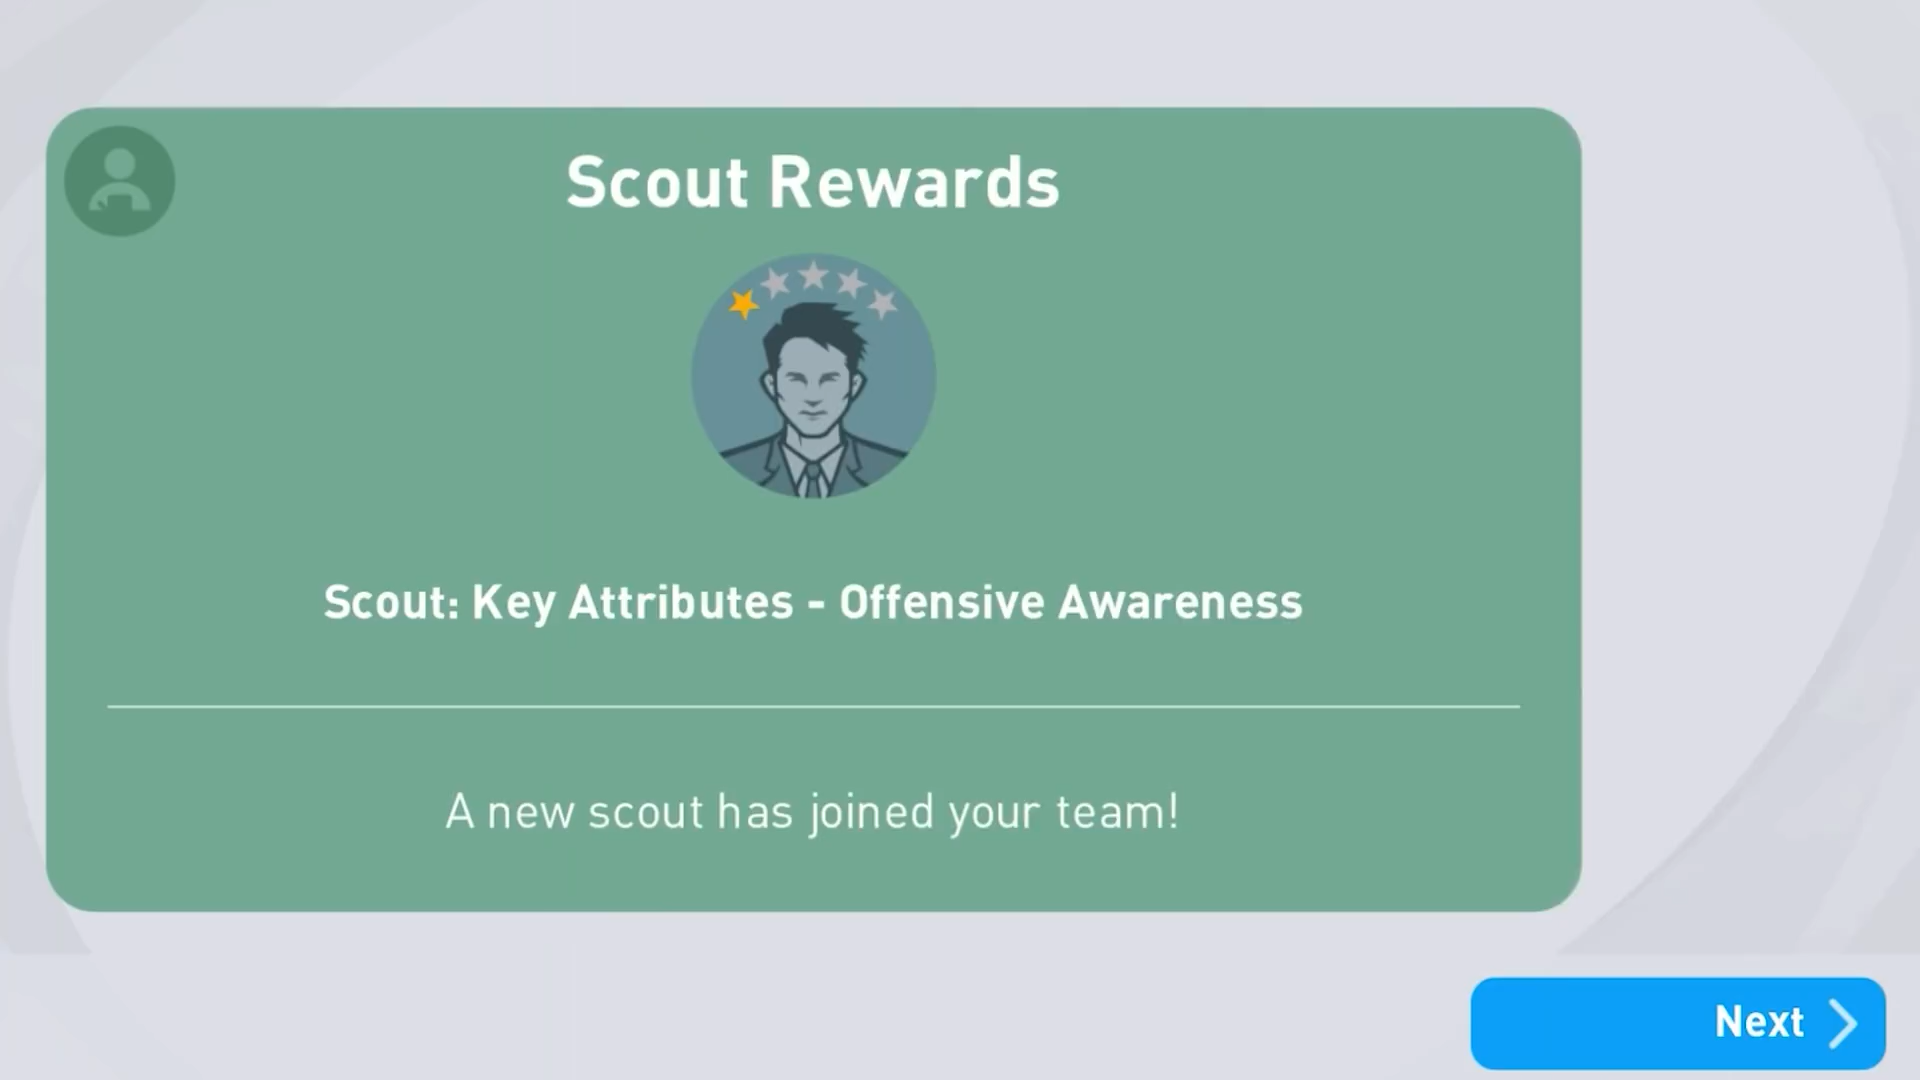 Scout Rewards
Scout: Key Attributes - Offensive Awareness
A new scout has joined your team!
Next